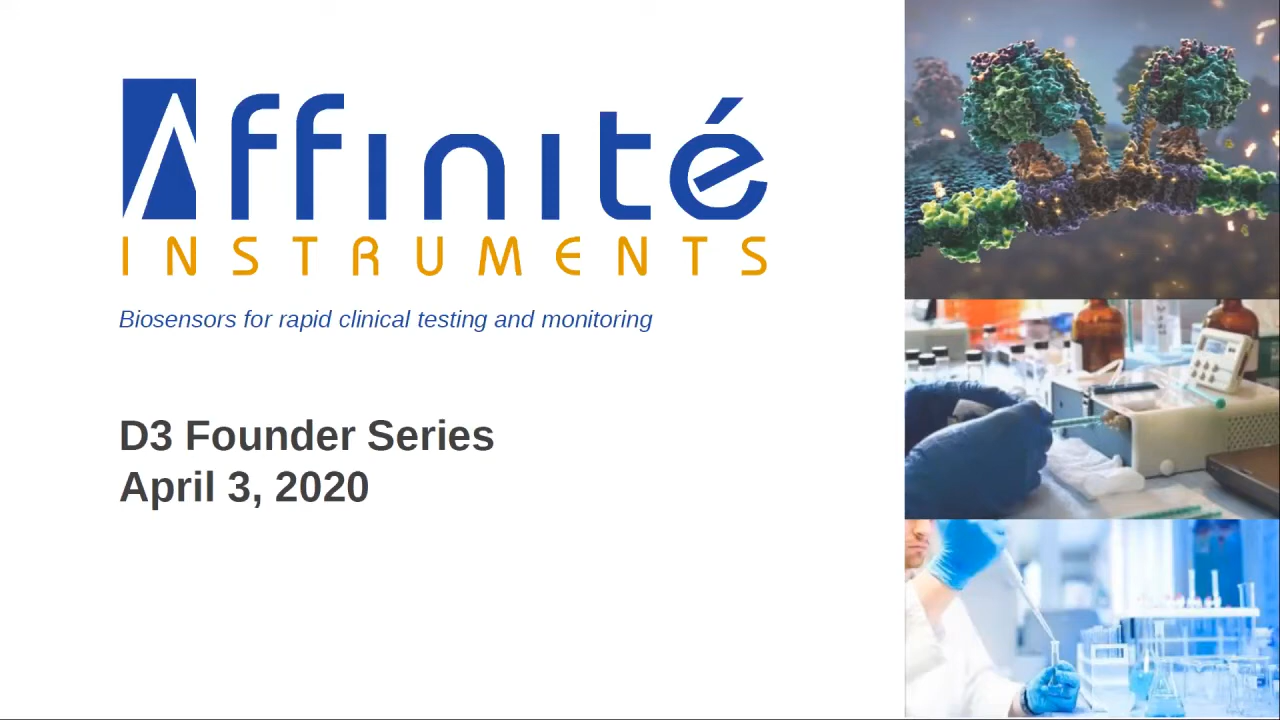 Affinité
INSTRUMENTS
Biosensors for rapid clinical testing and monitoring
D3 Founder Series
April 3, 2020